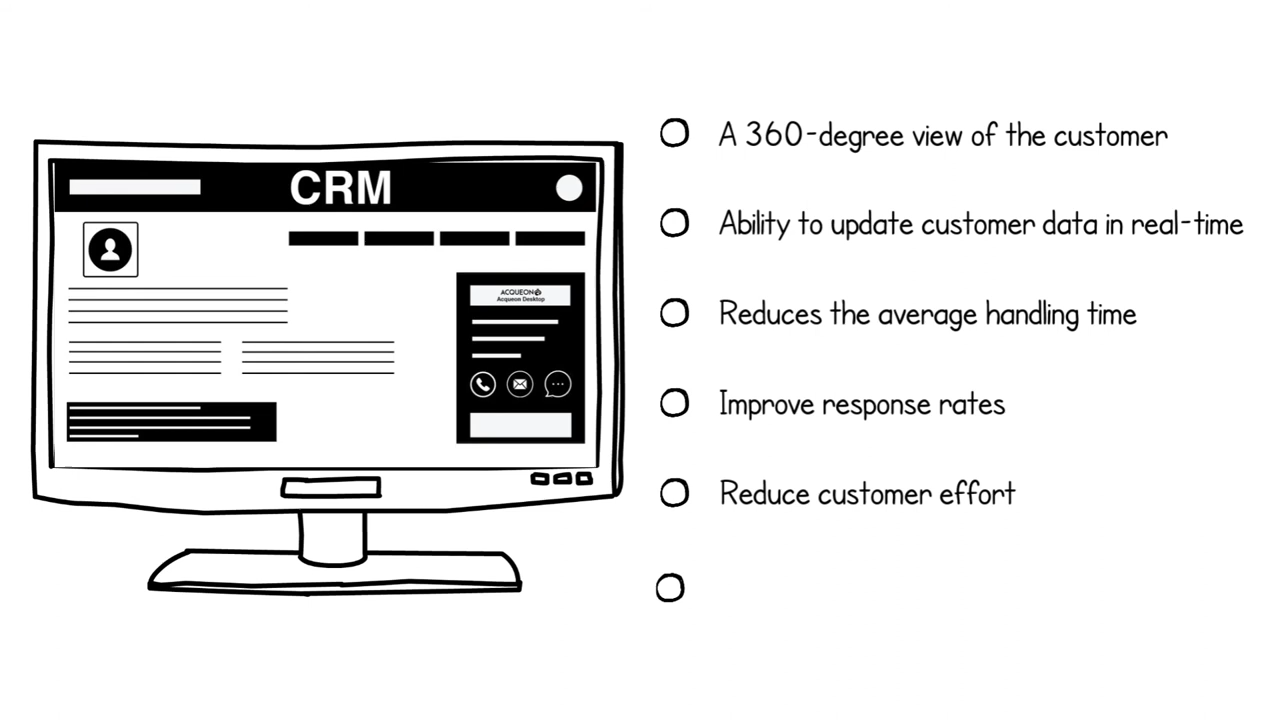 CRM
ACQUEON
Acqueon Desktop
A 360-degree view of the customer
Ability to update customer data in real-time
Reduces the average handling time
Improve response rates
Reduce customer effort